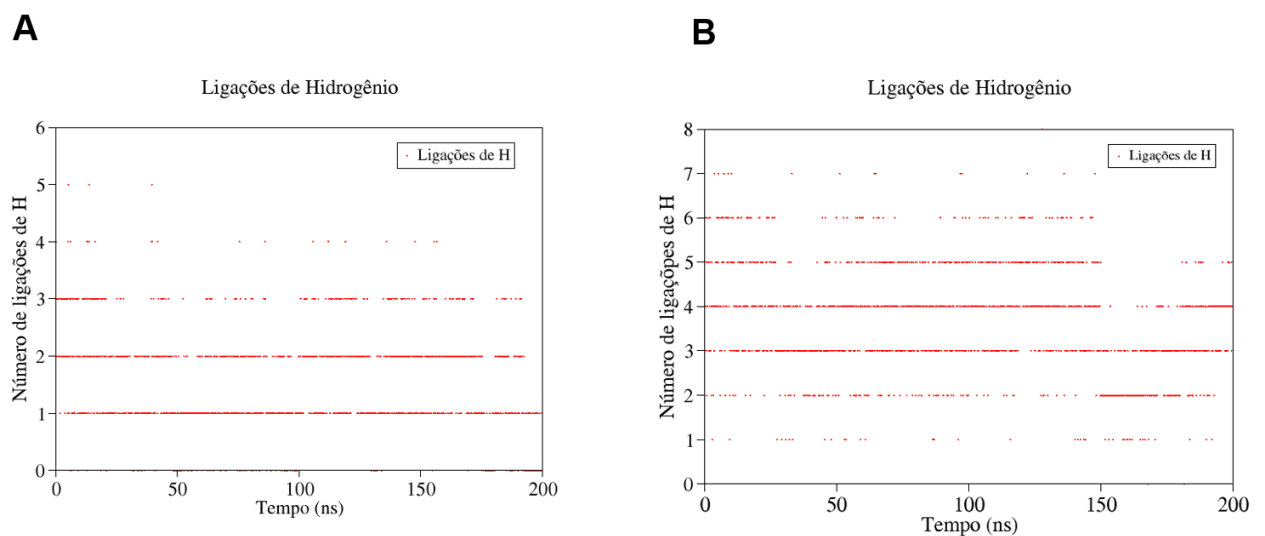 A
B
Ligações de Hidrogênio
Ligações de Hidrogênio
6
5
4
3
2
1
0
Número de ligações de H
Ligações de H
0 50 100 150 200
Tempo (ns)
8
7
6
5
4
3
2
1
0
Número de ligaçõpes de H
Ligações de H
0 50 100 150 200
Tempo (ns)